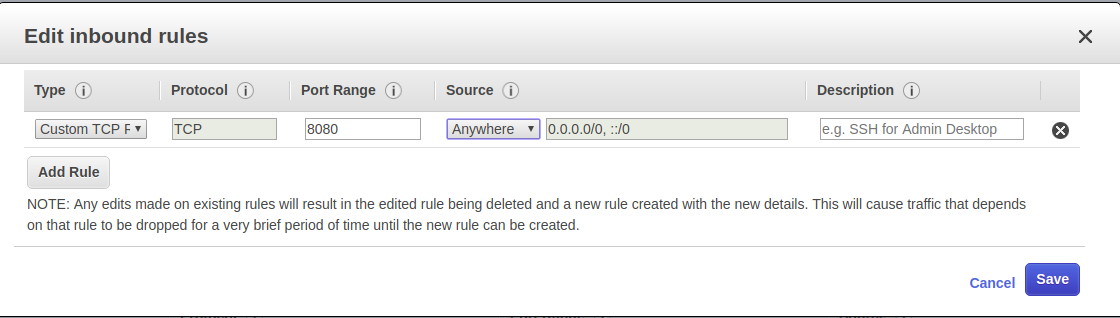 Edit inbound rules
Type Protocol Port Range Source Description
Custom TCP F TCP 8080 Anywhere 0.0.0.0/0, ::/0 e.g. SSH for Admin Desktop
Add Rule
NOTE: Any edits made on existing rules will result in the edited rule being deleted and a new rule created with the new details. This will cause traffic that depends
on that rule to be dropped for a very brief period of time until the new rule can be created.
Cancel Save